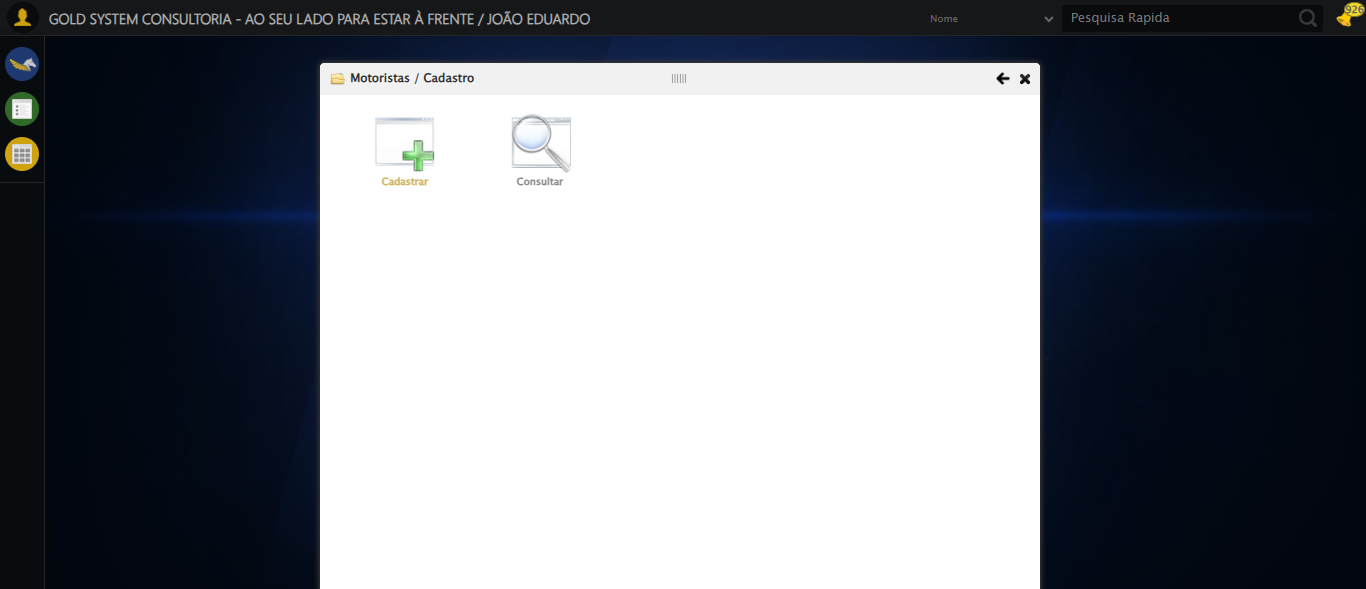 GOLD SYSTEM CONSULTORIA - AO SEU LADO PARA ESTAR À FRENTE / JOÃO EDUARDO
Nome
Pesquisa Rapida
926
Motoristas / Cadastro
Cadastrar
Consultar